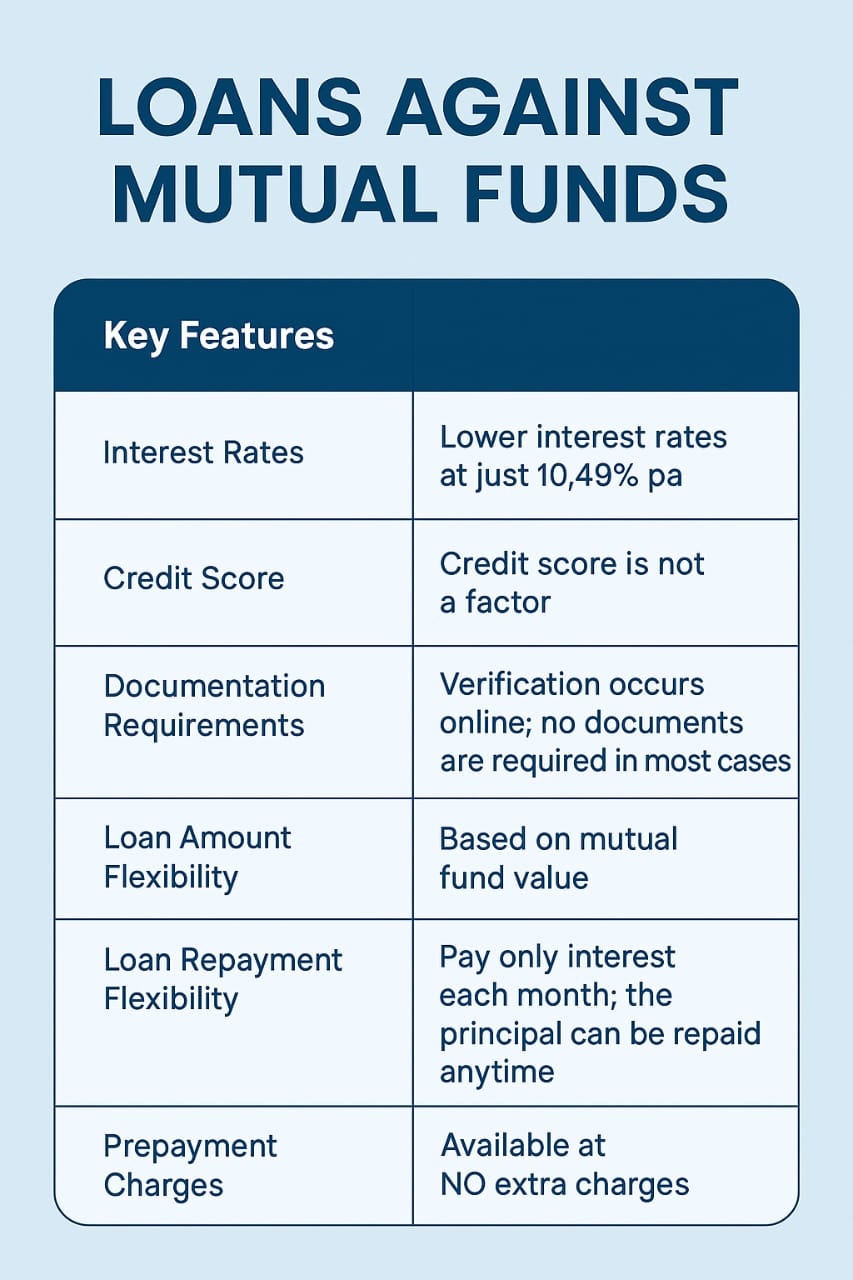 LOANS AGAINST
MUTUAL FUNDS
Key Features
Interest Rates
Lower interest rates
at just 10,49% pa
Credit Score
Credit score is not
a factor
Documentation
Requirements
Verification occurs
online; no documents
are required in most cases
Loan Amount
Flexibility
Based on mutual
fund value
Loan Repayment
Flexibility
Pay only interest
each month; the
principal can be repaid
anytime
Prepayment
Charges
Available at
NO extra charges